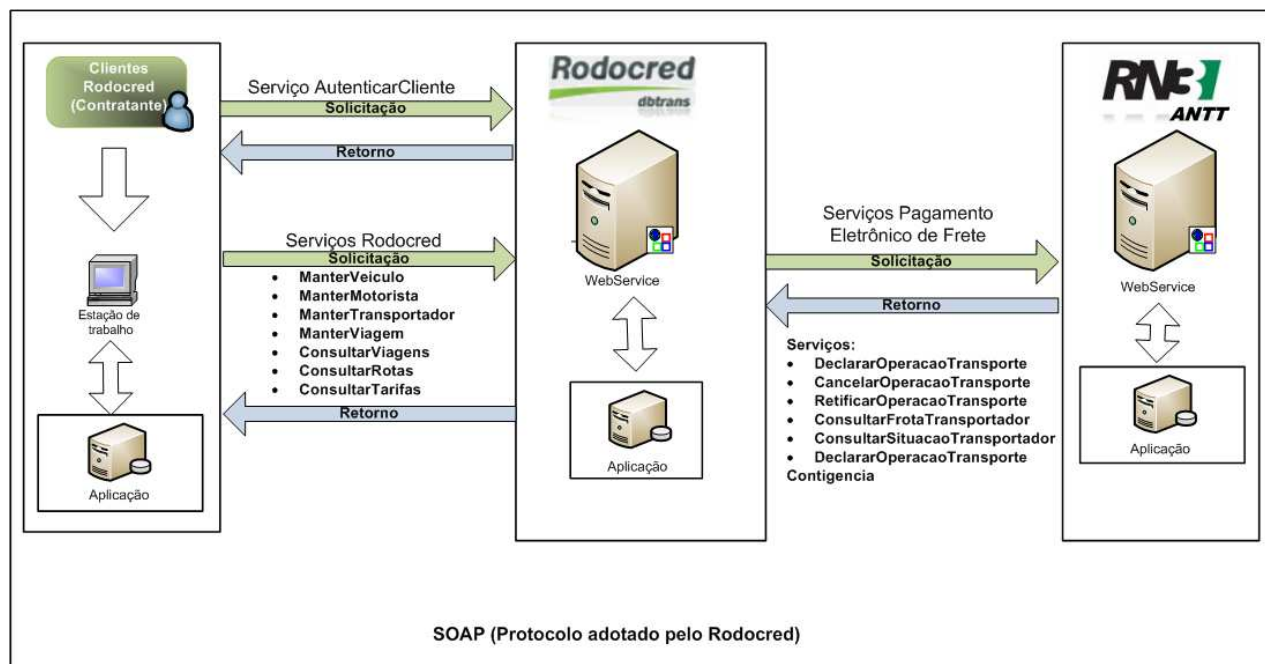 Clientes
Rodocred
(Contratante)
Serviço AutenticarCliente
Solicitação
Retorno
Serviços Rodocred
Solicitação
• ManterVeiculo
• ManterMotorista
• ManterTransportador
• ManterViagem
• ConsultarViagens
• ConsultarRotas
• ConsultarTarifas
Retorno
Estação de
trabalho
Aplicação
Rodocred
dbtrans
WebService
Aplicação
Serviços Pagamento
Eletrônico de Frete
Solicitação
Retorno
Serviços:
• DeclararOperacaoTransporte
• CancelarOperacaoTransporte
• RetificarOperacaoTransporte
• ConsultarFrotaTransportador
• ConsultarSituacaoTransportador
• DeclararOperacaoTransporte
Contigencia
RN3
ANTT
WebService
Aplicação
SOAP (Protocolo adotado pelo Rodocred)